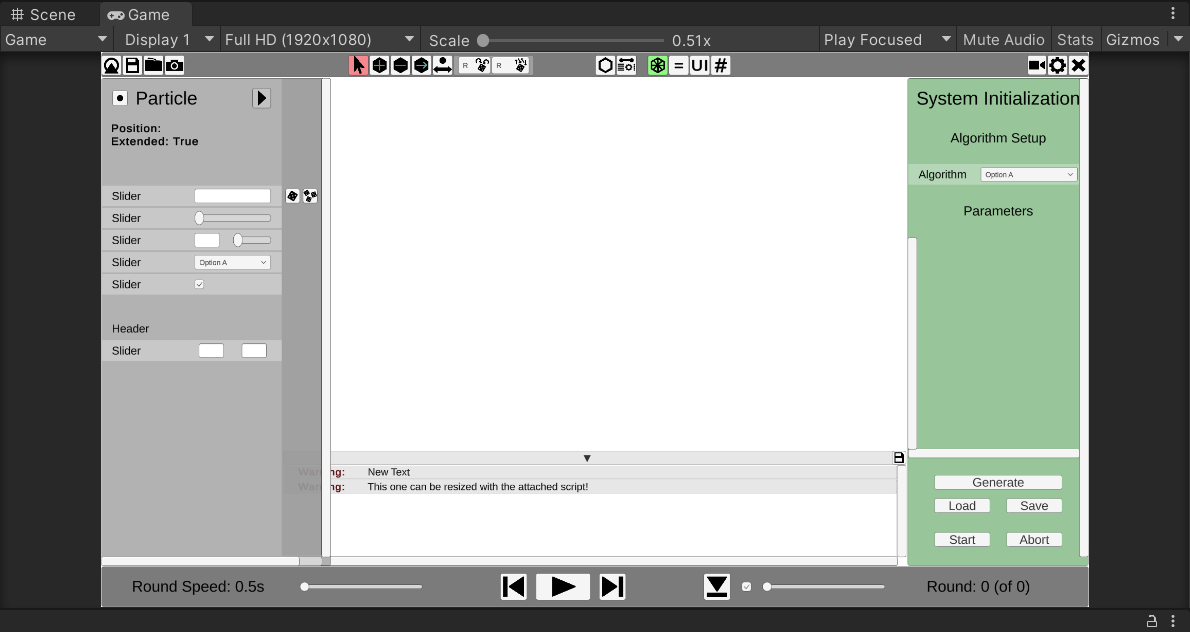 Scene
Game
Game
Display 1
Full HD (1920x1080)
Scale
0.51x
Play Focused
Mute Audio
Stats
Gizmos
R
R
=
UI
#
Particle
Position:
Extended: True
Slider
Slider
Slider
Slider
Option A
Slider
Header
Slider
System Initialization
Algorithm Setup
Algorithm
Option A
Parameters
Warning:
New Text
Warning:
This one can be resized with the attached script!
Generate
Load
Save
Start
Abort
Round Speed: 0.5s
Round: 0 (of 0)